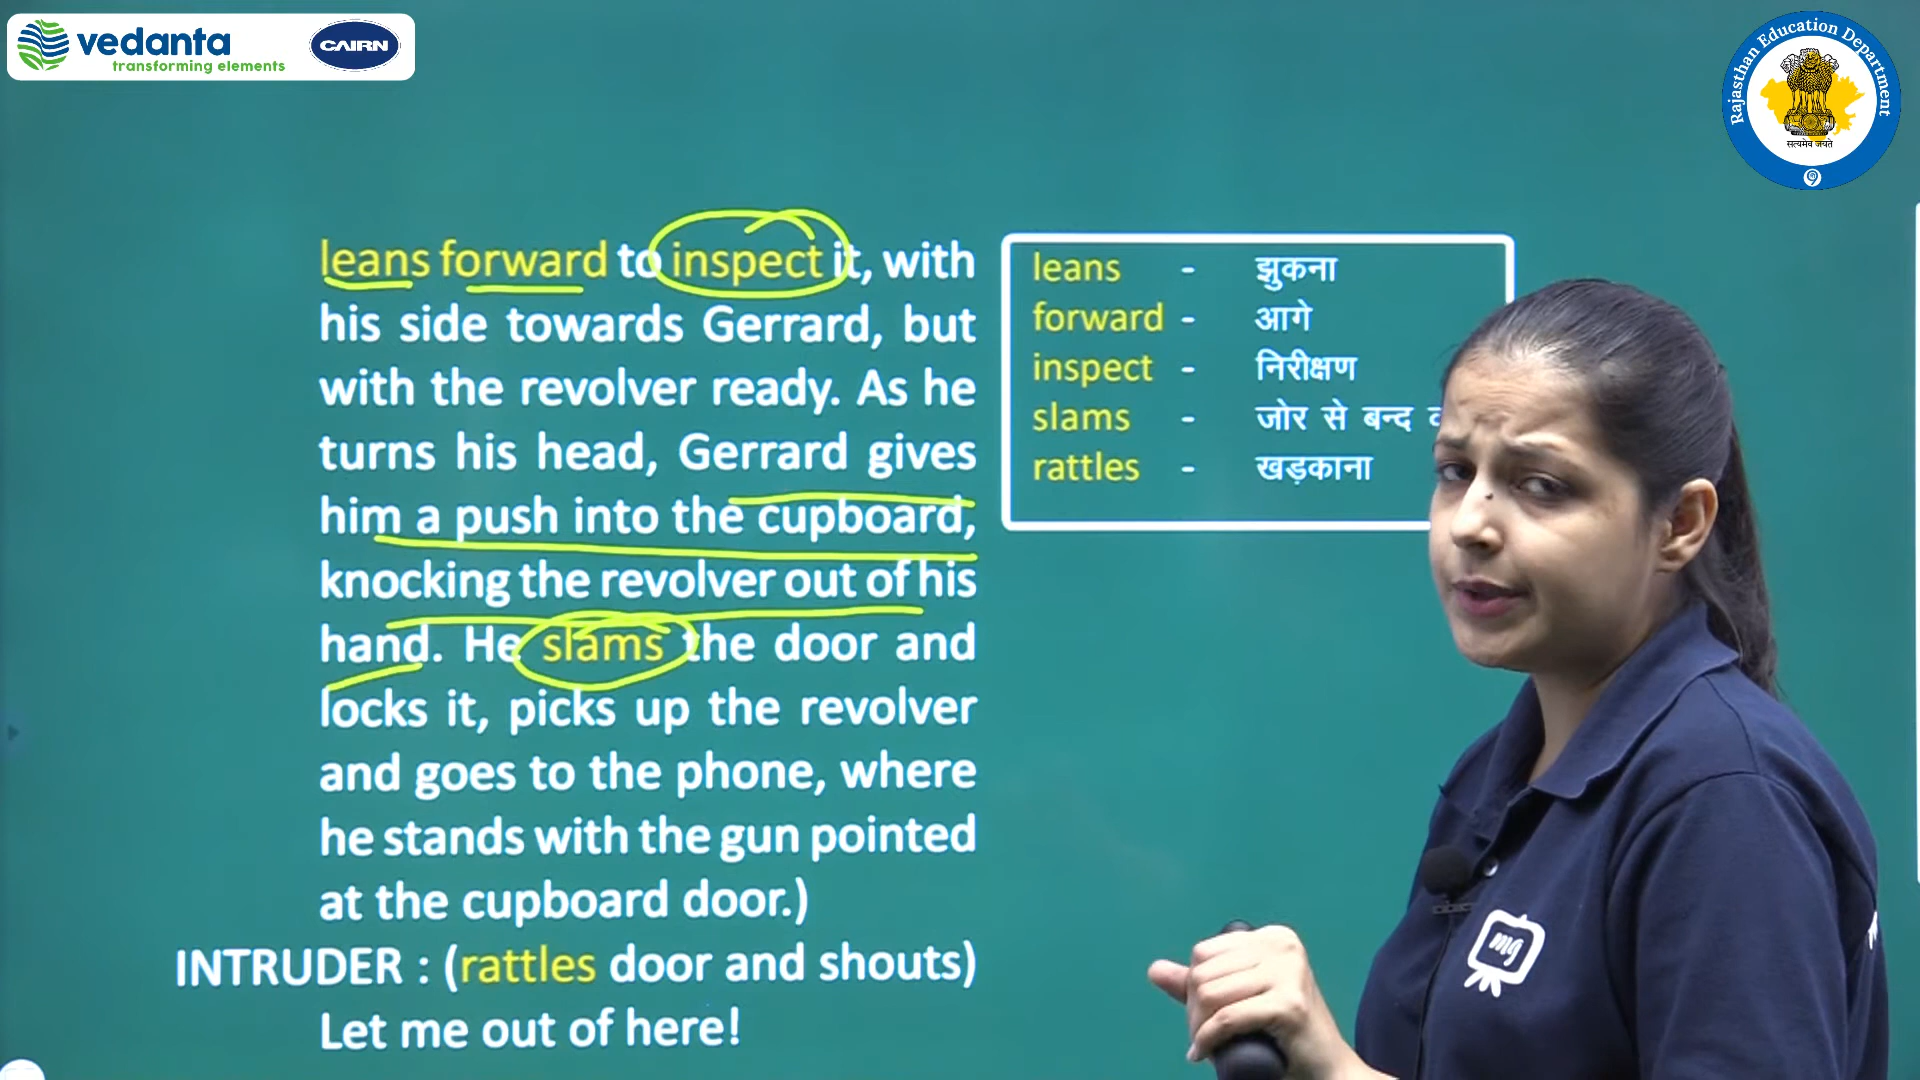 vedanta
transforming elements
CAIRN
Rajasthan Education Department
सत्यमेव जयते
leans forward to inspect it, with
his side towards Gerrard, but
with the revolver ready. As he
turns his head, Gerrard gives
him a push into the cupboard,
knocking the revolver out of his
hand. He slams the door and
locks it, picks up the revolver
and goes to the phone, where
he stands with the gun pointed
at the cupboard door.)
INTRUDER : (rattles door and shouts)
Let me out of here!
leans - झुकना
forward - आगे
inspect - निरीक्षण
slams - जोर से बन्द
rattles - खड़काना
mg